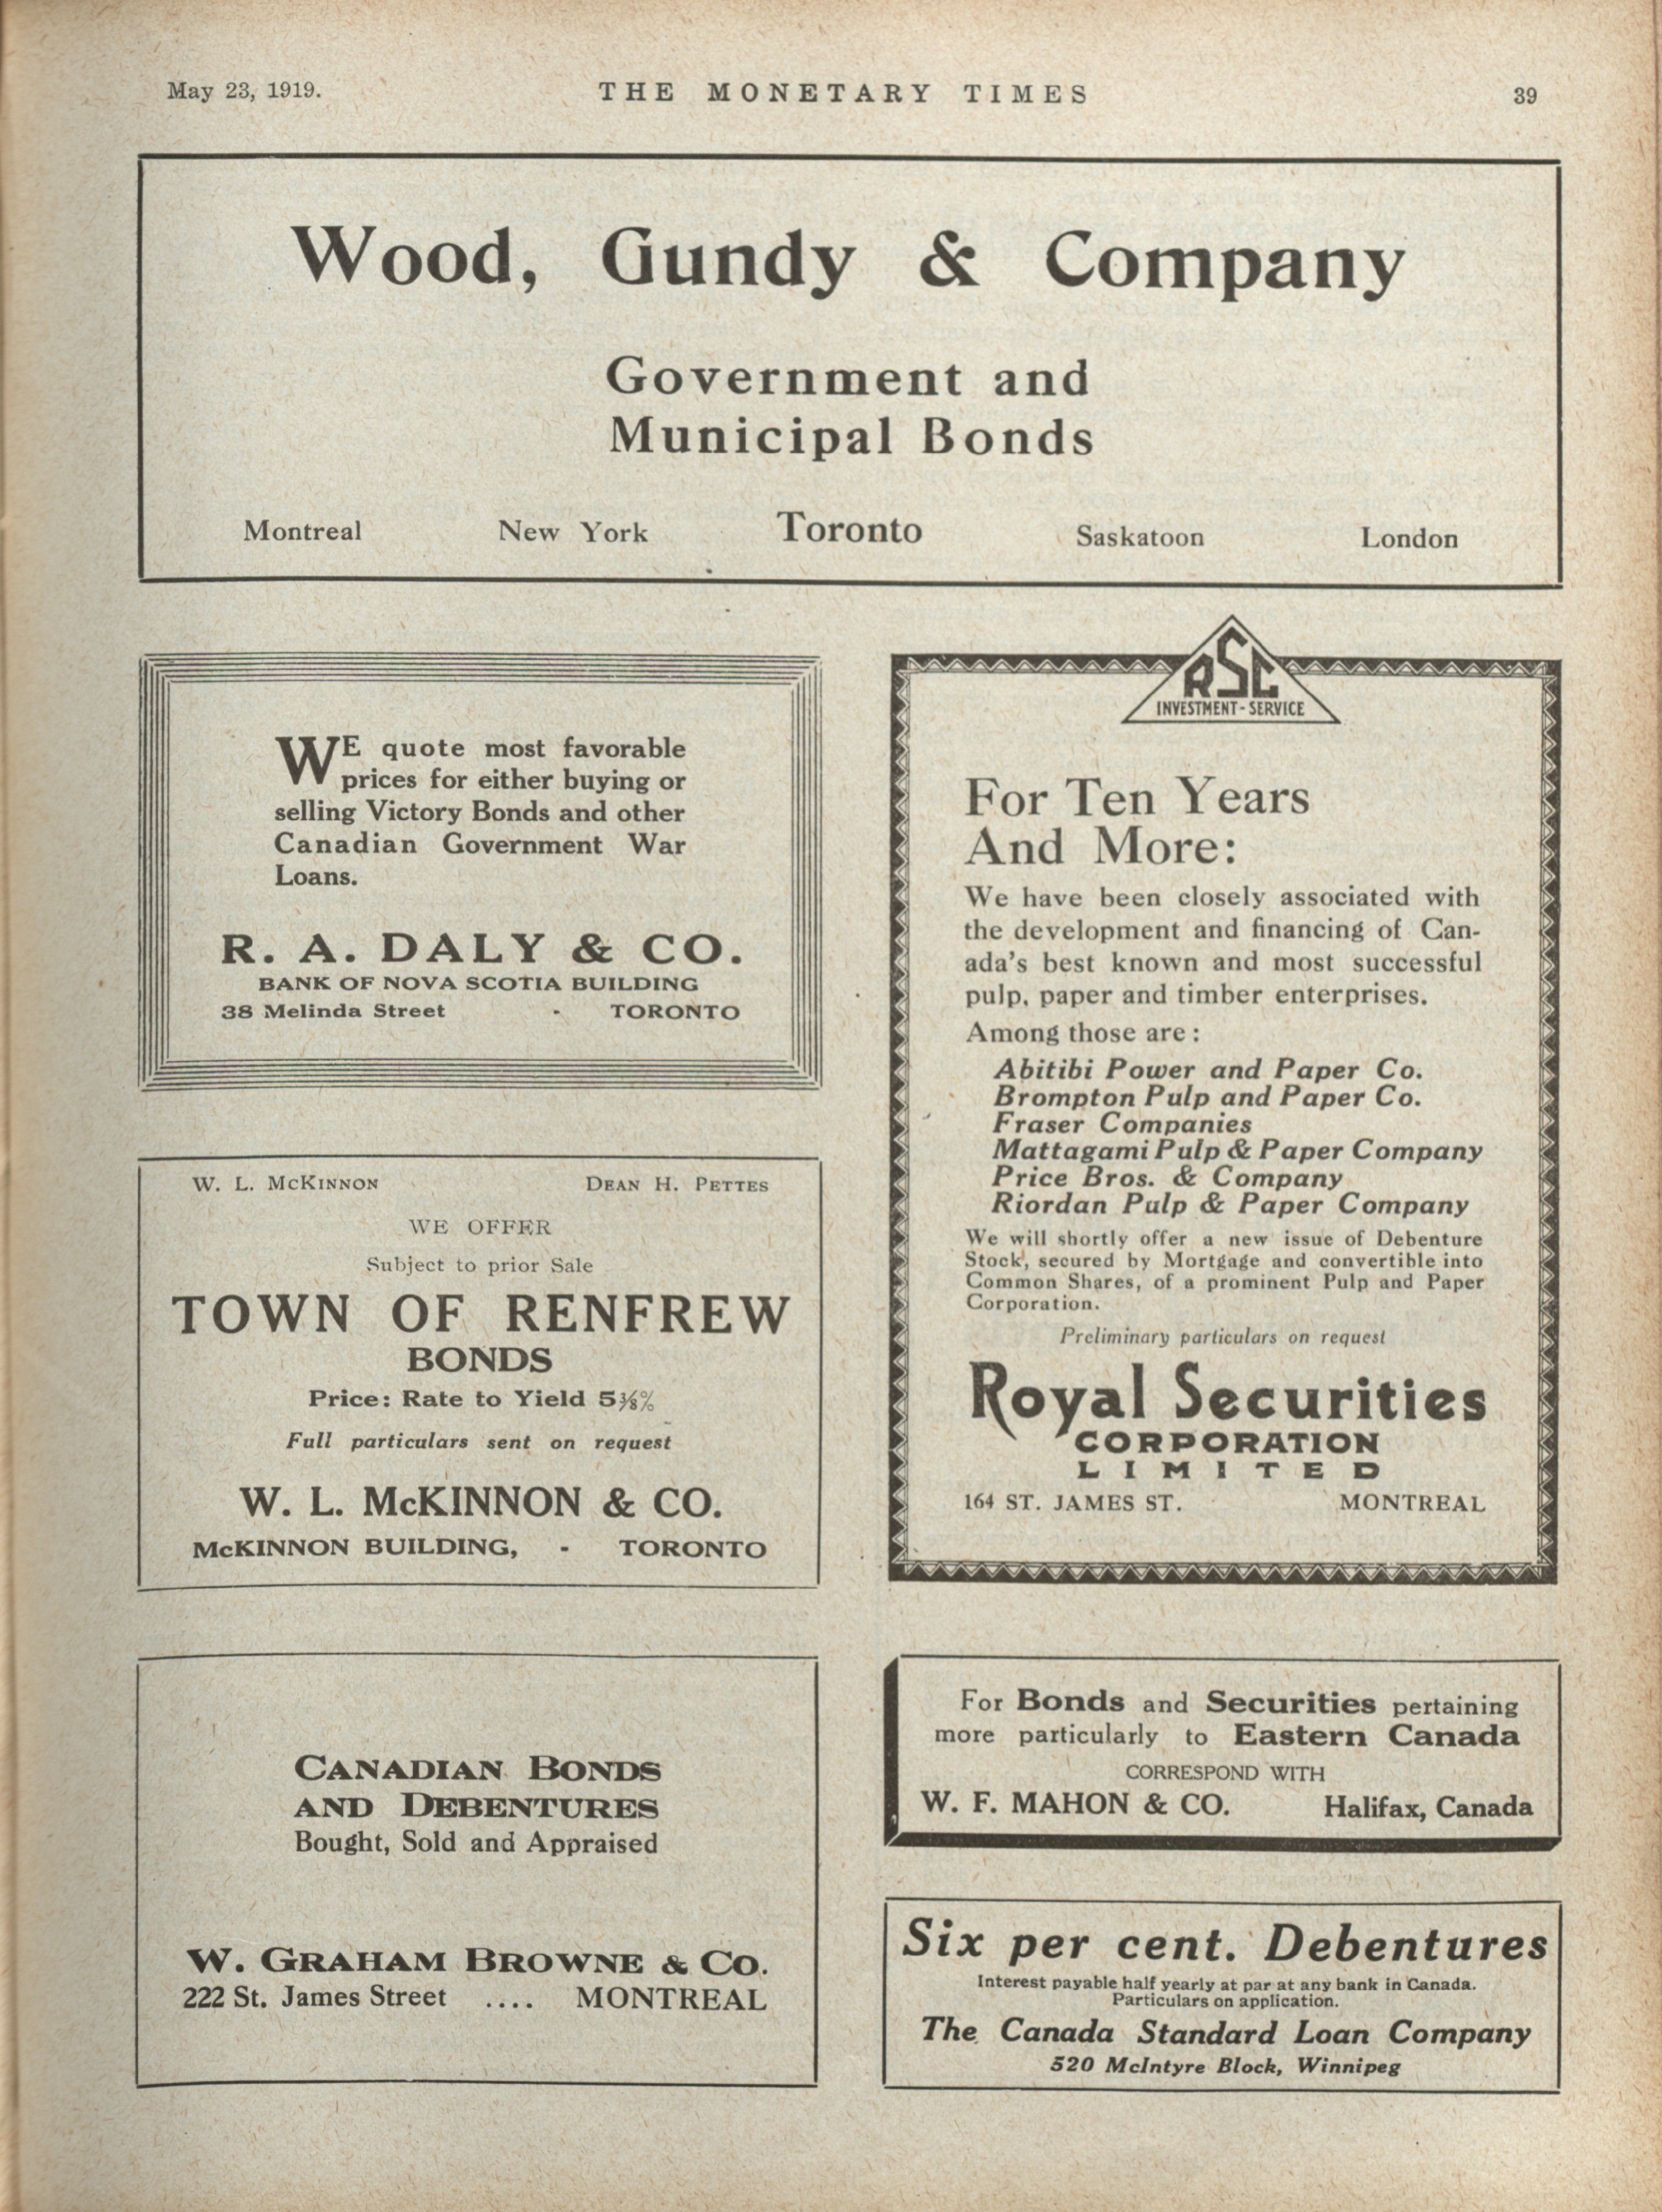 May 23, 1919.
THE MONETARY TIMES
39
Wood, Gundy & Company
Government and
Municipal Bonds
Montreal New York Toronto Saskatoon London
WE quote most favorable
prices for either buying or
selling Victory Bonds and other
Canadian Government War
Loans.
R. A. DALY & CO.
BANK OF NOVA SCOTIA BUILDING
38 Melinda Street - TORONTO
W. L. McKINNON DEAN H. PETTES
WE OFFER
Subject to prior Sale
TOWN OF RENFREW
BONDS
Price: Rate to Yield 5⅜%
Full particulars sent on request
W. L. McKINNON & CO.
McKINNON BUILDING, - TORONTO
CANADIAN BONDS
AND DEBENTURES
Bought, Sold and Appraised
W. GRAHAM BROWNE & CO.
222 St. James Street .... MONTREAL
RSC
INVESTMENT-SERVICE
For Ten Years
And More:
We have been closely associated with
the development and financing of Can-
ada's best known and most successful
pulp, paper and timber enterprises.
Among those are:
Abitibi Power and Paper Co.
Brompton Pulp and Paper Co.
Fraser Companies
Mattagami Pulp & Paper Company
Price Bros. & Company
Riordan Pulp & Paper Company
We will shortly offer a new issue of Debenture
Stock, secured by Mortgage and convertible into
Common Shares, of a prominent Pulp and Paper
Corporation.
Preliminary particulars on request
Royal Securities
CORPORATION
LIMITED
164 ST. JAMES ST. MONTREAL
For Bonds and Securities pertaining
more particularly to Eastern Canada
CORRESPOND WITH
W. F. MAHON & CO. Halifax, Canada
Six per cent. Debentures
Interest payable half yearly at par at any bank in Canada.
Particulars on application.
The Canada Standard Loan Company
520 McIntyre Block, Winnipeg